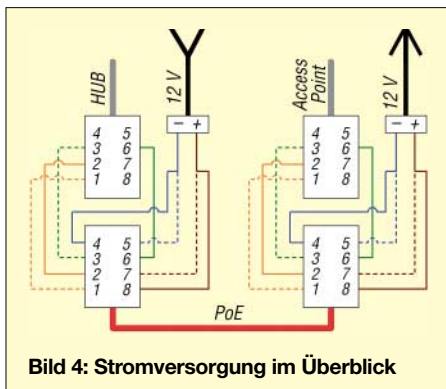 HUB 12 V Access Point 12 V
- + - +
4 5 4 5
3 6 3 6
2 7 2 7
1 8 1 8
4 5 4 5
3 6 3 6
2 7 2 7
1 8 1 8
PoE
Bild 4: Stromversorgung im Überblick